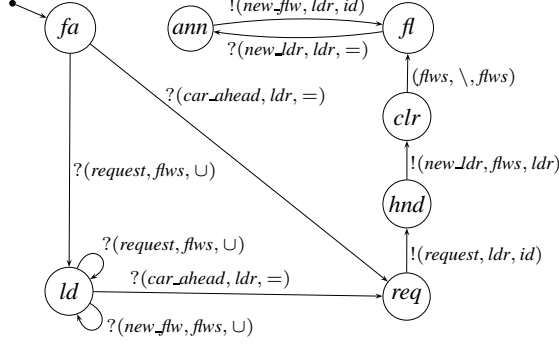 !(new_flw, ldr, id)
fa
ann
fl
?(new_ldr, ldr, =)
?(car_ahead, ldr, =)
(flws, \, flws)
clr
!(new_ldr, flws, ldr)
?(request, flws, ∪)
hnd
?(request, flws, ∪)
!(request, ldr, id)
?(car_ahead, ldr, =)
ld
req
?(new_flw, flws, ∪)